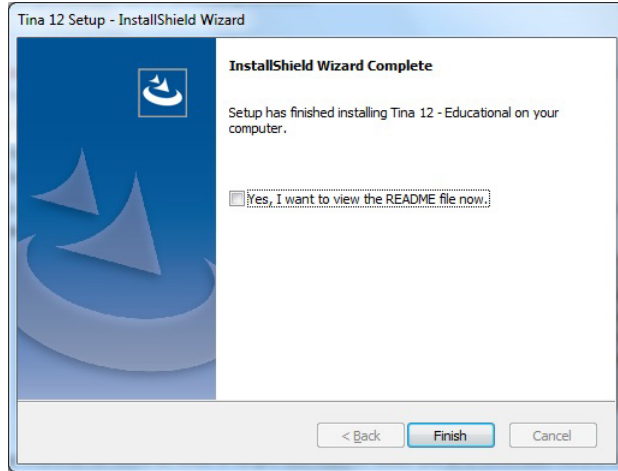 Tina 12 Setup - InstallShield Wizard
InstallShield Wizard Complete
Setup has finished installing Tina 12 - Educational on your
computer.
Yes, I want to view the README file now.
< Back
Finish
Cancel